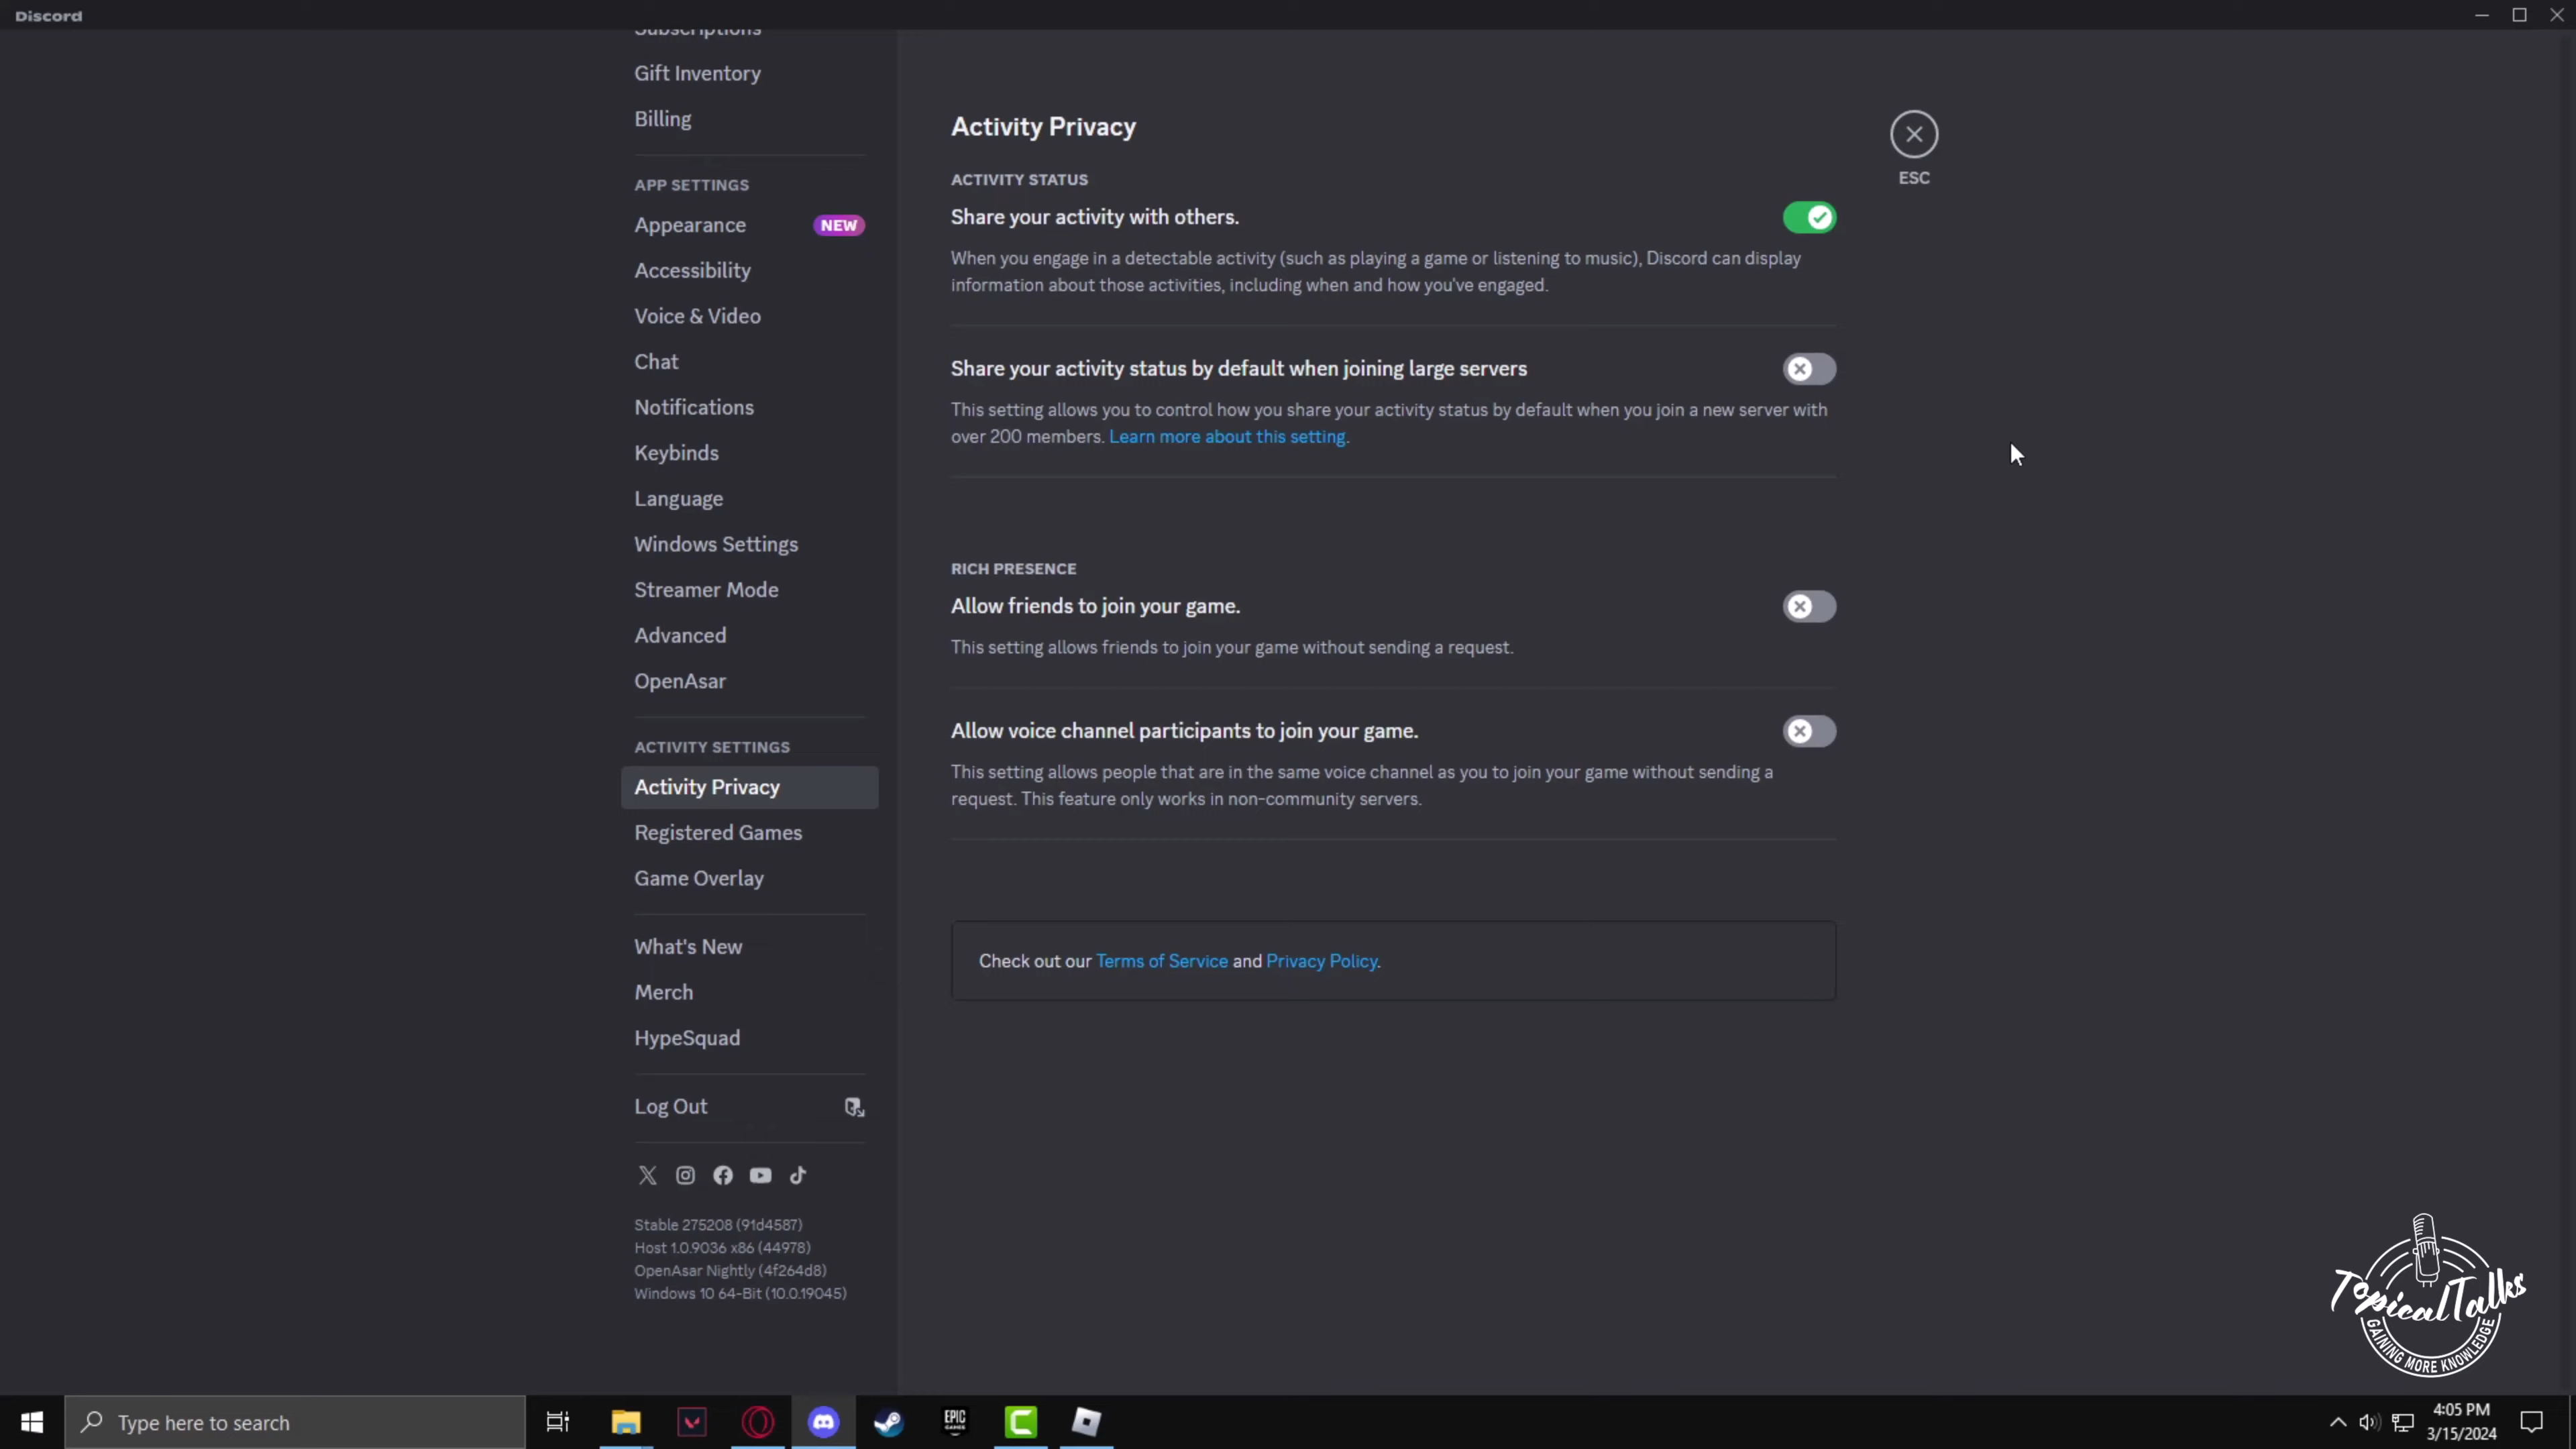 Discord
Subscriptions
Gift Inventory
Billing
APP SETTINGS
Appearance NEW
Accessibility
Voice & Video
Chat
Notifications
Keybinds
Language
Windows Settings
Streamer Mode
Advanced
OpenAsar
ACTIVITY SETTINGS
Activity Privacy
Registered Games
Game Overlay
What's New
Merch
HypeSquad
Log Out
Stable 275208 (91d4587)
Host 1.0.9036 x86 (44978)
OpenAsar Nightly (4f264d8)
Windows 10 64-Bit (10.0.19045)
Activity Privacy
ESC
ACTIVITY STATUS
Share your activity with others.
When you engage in a detectable activity (such as playing a game or listening to music), Discord can display
information about those activities, including when and how you've engaged.
Share your activity status by default when joining large servers
This setting allows you to control how you share your activity status by default when you join a new server with
over 200 members. Learn more about this setting.
RICH PRESENCE
Allow friends to join your game.
This setting allows friends to join your game without sending a request.
Allow voice channel participants to join your game.
This setting allows people that are in the same voice channel as you to join your game without sending a
request. This feature only works in non-community servers.
Check out our Terms of Service and Privacy Policy.
TopicalTalks
GAINING MORE KNOWLEDGE
Type here to search
EPIC
GAMES
4:05 PM
3/15/2024